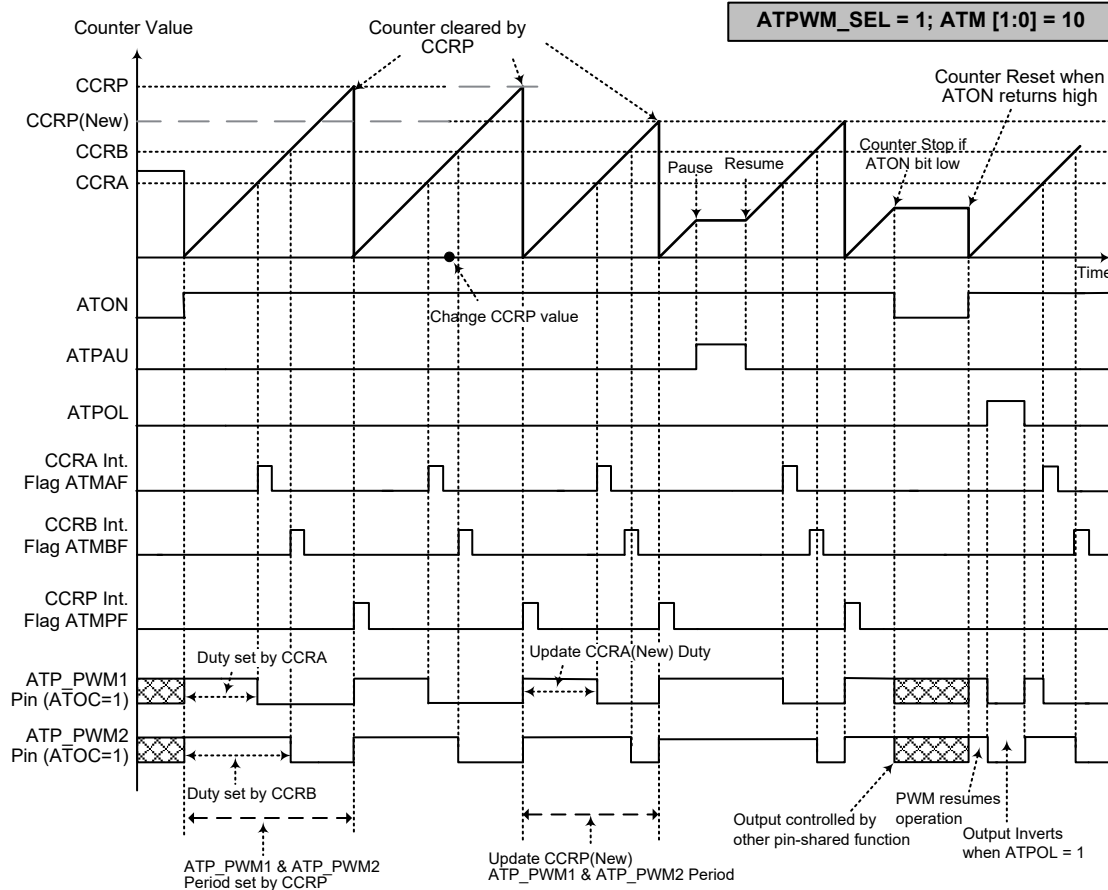 ATPWM_SEL = 1; ATM [1:0] = 10
Counter Value
Counter cleared by
CCRP
CCRP
CCRP(New)
CCRB
CCRA
Counter Reset when
ATON returns high
Counter Stop if
ATON bit low
Pause
Resume
Time
ATON
Change CCRP value
ATPAU
ATPOL
CCRA Int.
Flag ATMAF
CCRB Int.
Flag ATMBF
CCRP Int.
Flag ATMPF
Duty set by CCRA
Update CCRA(New) Duty
ATP_PWM1
Pin (ATOC=1)
ATP_PWM2
Pin (ATOC=1)
Duty set by CCRB
ATP_PWM1 & ATP_PWM2
Period set by CCRP
Update CCRP(New)
ATP_PWM1 & ATP_PWM2 Period
Output controlled by
other pin-shared function
PWM resumes
operation
Output Inverts
when ATPOL = 1